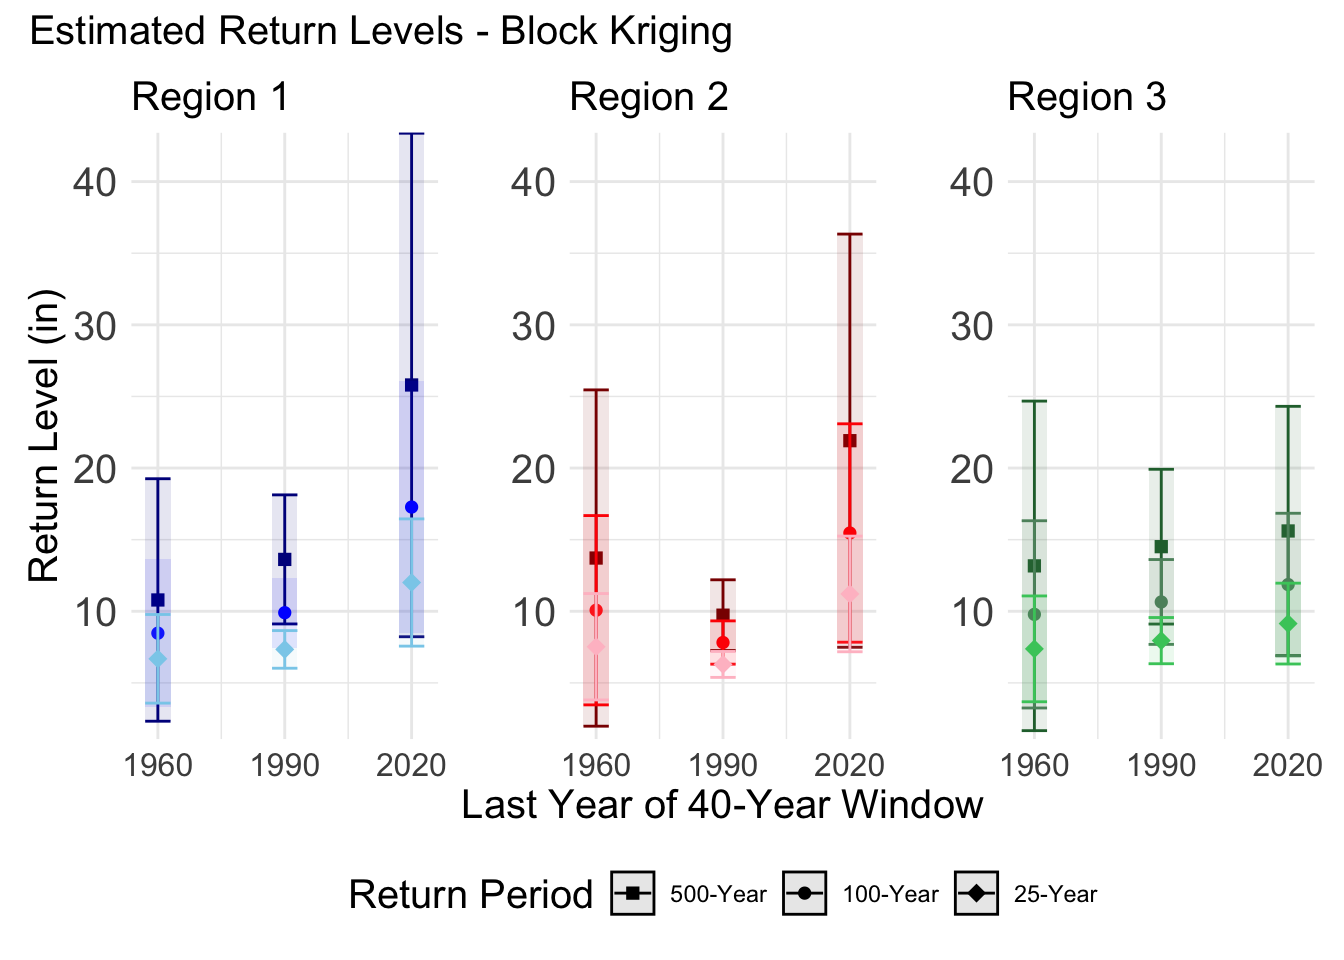 Estimated Return Levels - Block Kriging
Region 1
Region 2
Region 3
Return Level (in)
40
30
20
10
40
30
20
10
40
30
20
10
1960 1990 2020
1960 1990 2020
1960 1990 2020
Last Year of 40-Year Window
Return Period 500-Year 100-Year 25-Year